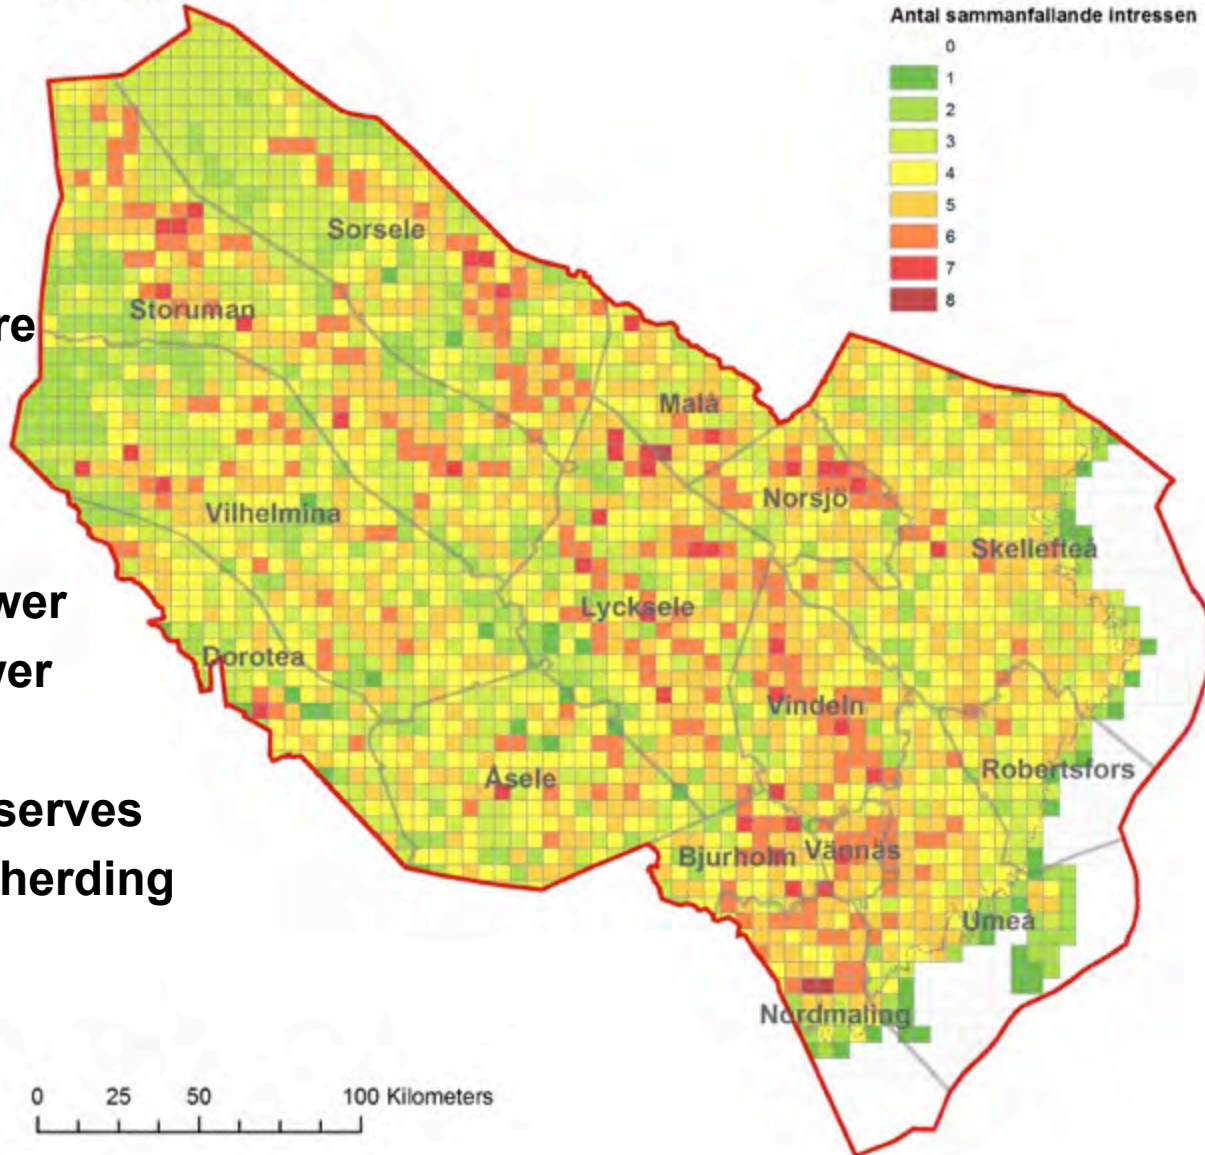 Antal sammanfallande intressen
0
1
2
3
4
5
6
7
8
Sorsele
Storuman
re
Malå
Norsjö
Vilhelmina
Skellefteå
wer
Lycksele
Dorotea
ver
Vindeln
Åsele
Robertsfors
serves
Bjurholm Vännäs
herding
Umeå
Nordmaling
0 25 50 100 Kilometers